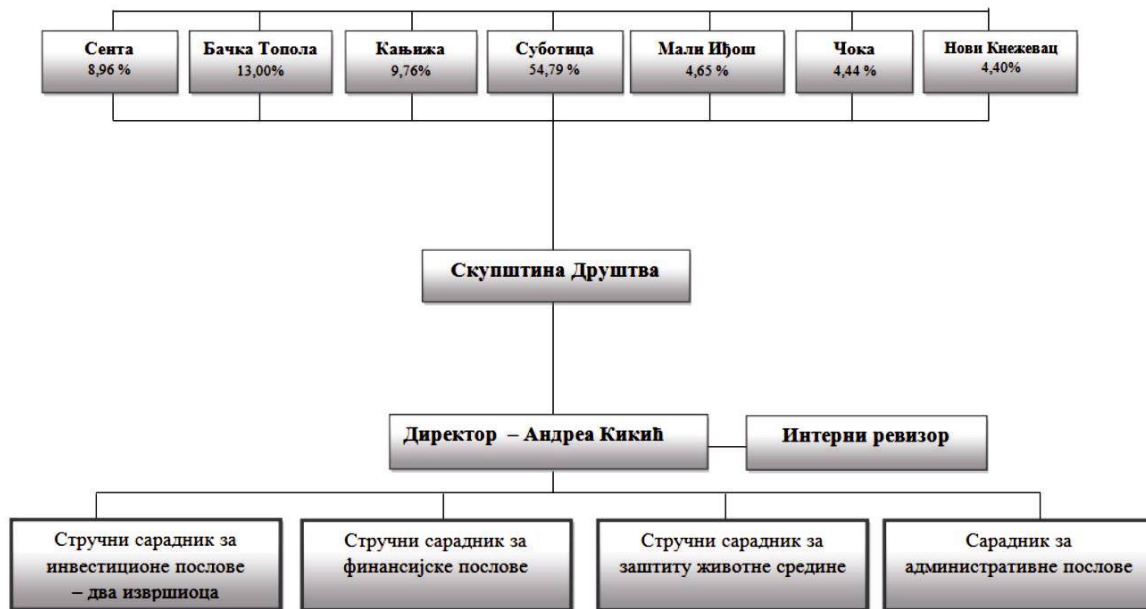 Сента
8,96 %
Бачка Топола
13,00%
Кањижа
9,76%
Суботица
54,79 %
Мали Иђош
4,65 %
Чока
4,44 %
Нови Кнежевац
4,40%
Скупштина Друштва
Директор – Андреа Кикић
Интерни ревизор
Стручни сарадник за
инвестиционе послове
– два извршиоца
Стручни сарадник за
финансијске послове
Стручни сарадник за
заштиту животне средине
Сарадник за
административне послове